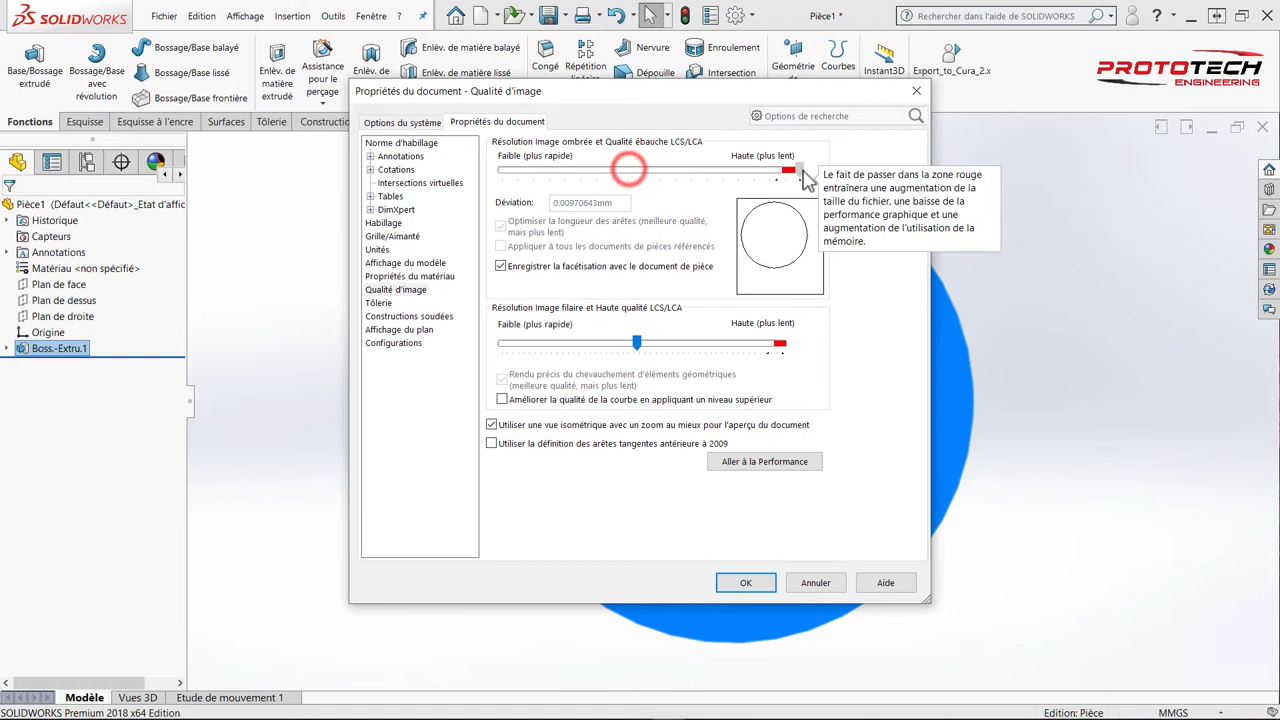 SOLIDWORKS
Fichier
Edition
Affichage
Insertion
Outils
Fenêtre
Pièce1 *
Rechercher dans l'aide de SOLIDWORKS
Base/Bossage
extrudé
Bossage/Base
avec
révolution
Bossage/Base balayé
Bossage/Base lissé
Bossage/Base frontière
Enlèv. de
matière
extrudé
Assistance
pour le
perçage
Enlèv. de
Enlèv. de matière balayé
Enlèv. de matière lissé
Congé
Répétition
linéaire
Nervure
Dépouille
Enroulement
Intersection
Géométrie
de
Courbes
Instant3D
Export_to_Cura_2.x
PROTOTECH
ENGINEERING
Fonctions
Esquisse
Esquisse à l'encre
Surfaces
Tôlerie
Constructio
Pièce1 (Défaut<<Défaut>_Etat d'affic
Historique
Capteurs
Annotations
Matériau <non spécifié>
Plan de face
Plan de dessus
Plan de droite
Origine
Boss.-Extru.1
Propriétés du document - Qualité d'image
Options du système
Propriétés du document
Options de recherche
Norme d'habillage
Annotations
Cotations
Intersections virtuelles
Tables
DimXpert
Habillage
Grille/Aimanté
Unités
Affichage du modèle
Propriétés du matériau
Qualité d'image
Tôlerie
Constructions soudées
Affichage du plan
Configurations
Résolution Image ombrée et Qualité ébauche LCS/LCA
Faible (plus rapide)
Haute (plus lent)
Déviation:
0.00970643mm
Optimiser la longueur des arêtes (meilleure qualité,
mais plus lent)
Appliquer à tous les documents de pièces référencés
Enregistrer la facétisation avec le document de pièce
Le fait de passer dans la zone rouge
entraînera une augmentation de la
taille du fichier, une baisse de la
performance graphique et une
augmentation de l'utilisation de la
mémoire.
Résolution Image filaire et Haute qualité LCS/LCA
Faible (plus rapide)
Haute (plus lent)
Rendu précis du chevauchement d'éléments géométriques
(meilleure qualité, mais plus lent)
Améliorer la qualité de la courbe en appliquant un niveau supérieur
Utiliser une vue isométrique avec un zoom au mieux pour l'aperçu du document
Utiliser la définition des arêtes tangentes antérieure à 2009
Aller à la Performance
OK
Annuler
Aide
Modèle
Vues 3D
Etude de mouvement 1
SOLIDWORKS Premium 2018 x64 Edition
Edition: Pièce
MMGS